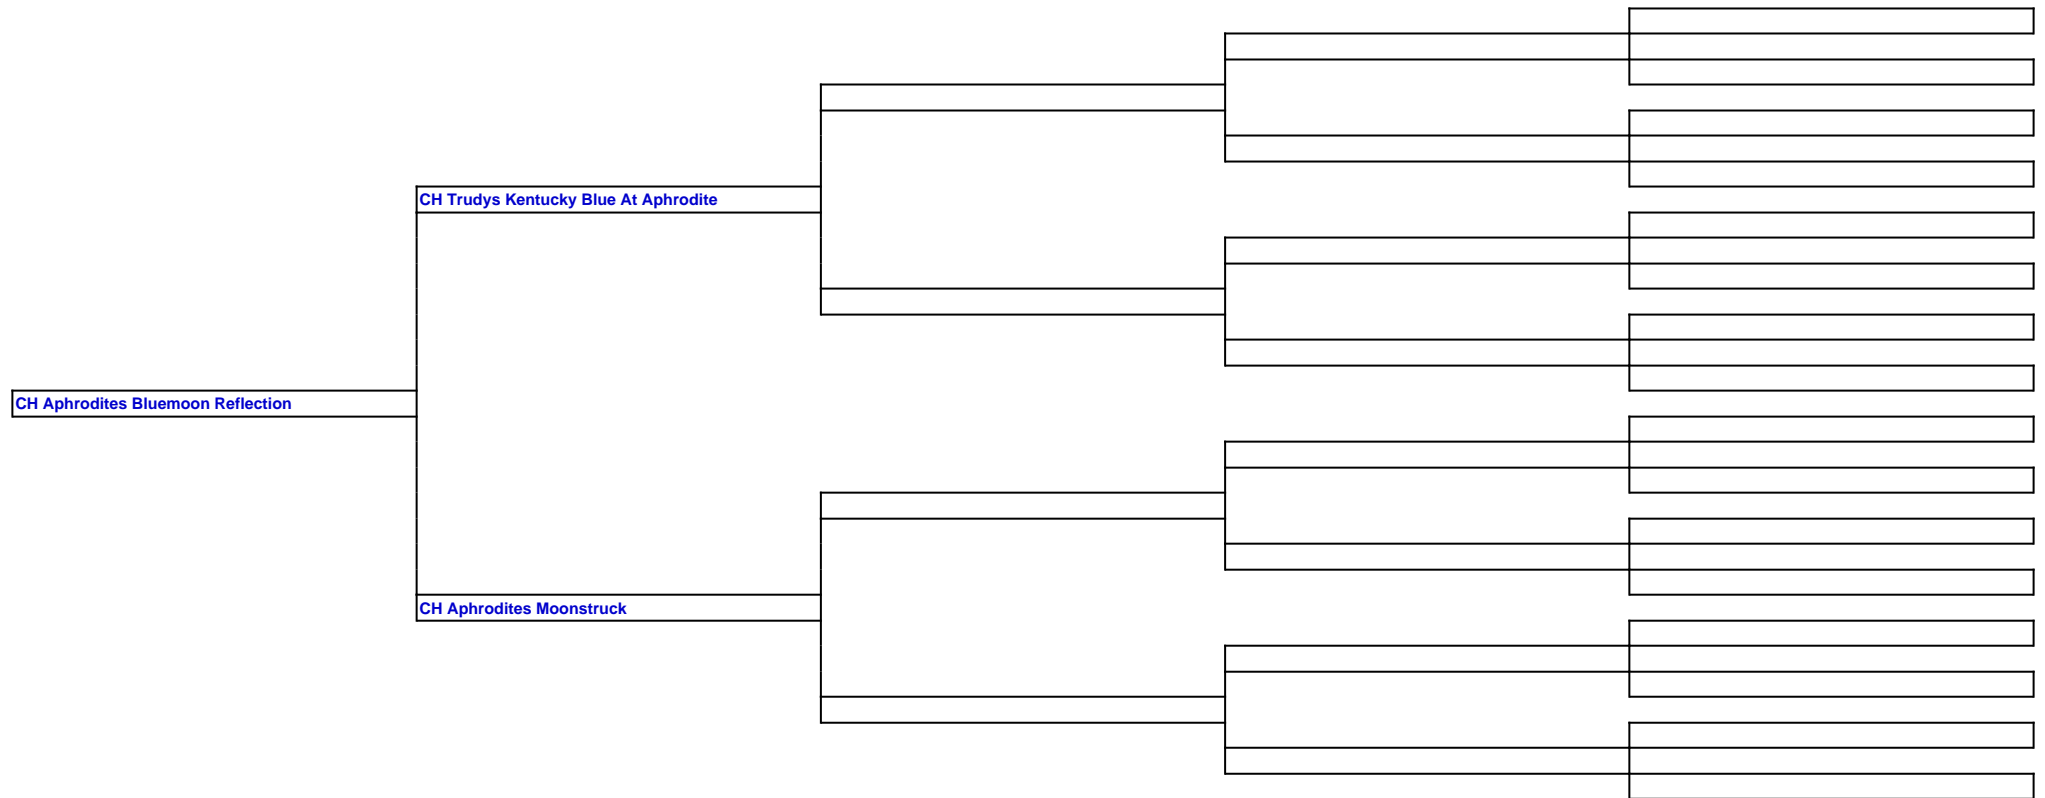 CH Trudys Kentucky Blue At Aphrodite
CH Aphrodites Bluemoon Reflection
CH Aphrodites Moonstruck